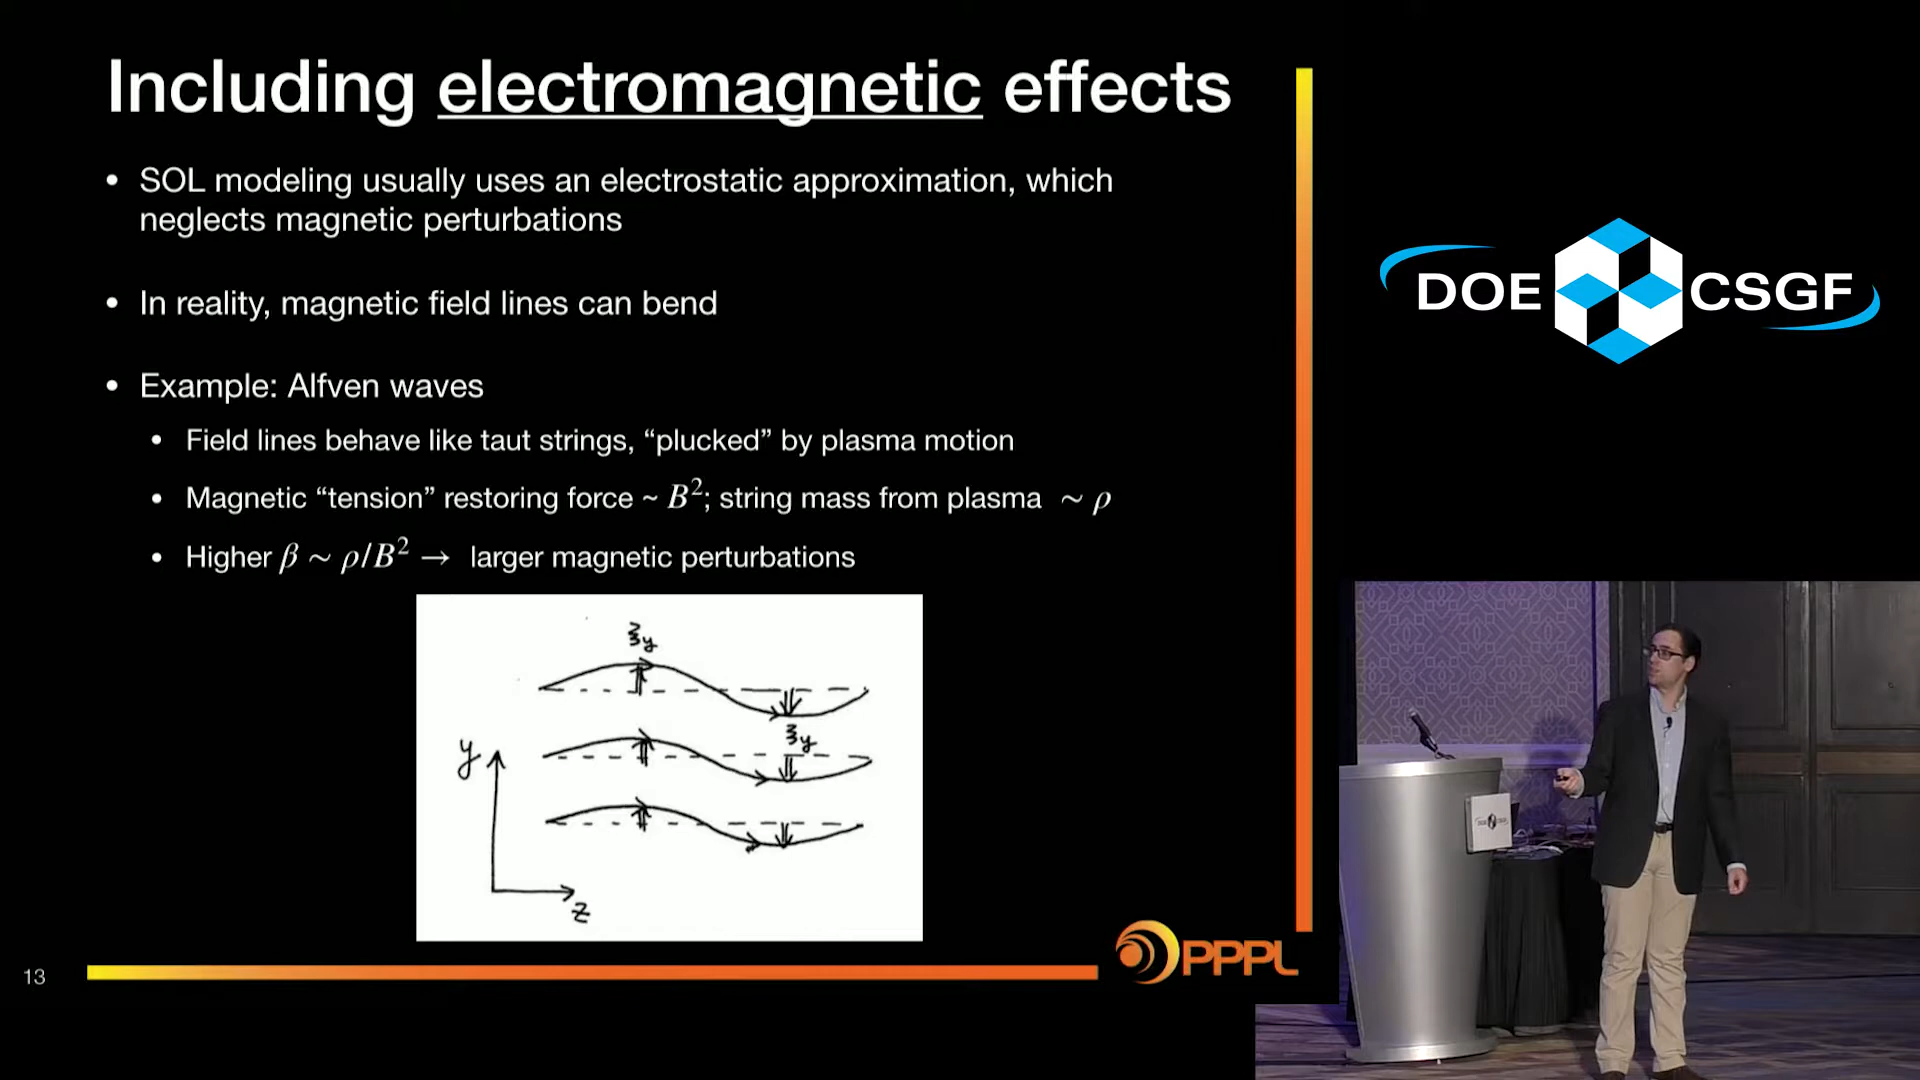 Including electromagnetic effects
• SOL modeling usually uses an electrostatic approximation, which
neglects magnetic perturbations
• In reality, magnetic field lines can bend
• Example: Alfven waves
• Field lines behave like taut strings, “plucked” by plasma motion
• Magnetic “tension” restoring force ~ B²; string mass from plasma ∼ ρ
• Higher β ∼ ρ/B² → larger magnetic perturbations
ξy
ξy
y
z
13
PPPL
DOE CSGF
DOE CSGF